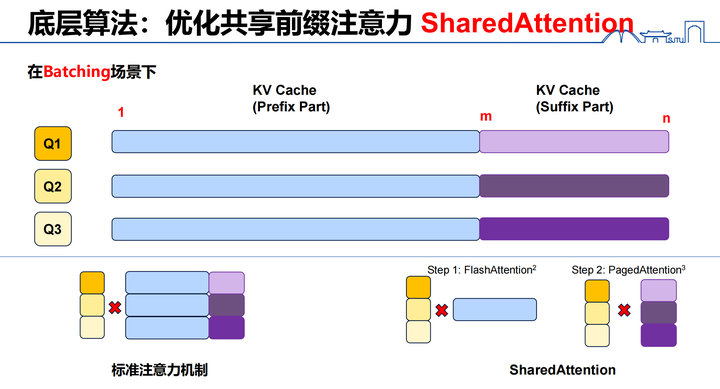 底层算法：优化共享前缀注意力 SharedAttention
在Batching场景下
KV Cache
(Prefix Part)
KV Cache
(Suffix Part)
1
m
n
Q1
Q2
Q3
Step 1: FlashAttention²
Step 2: PagedAttention³
标准注意力机制
SharedAttention